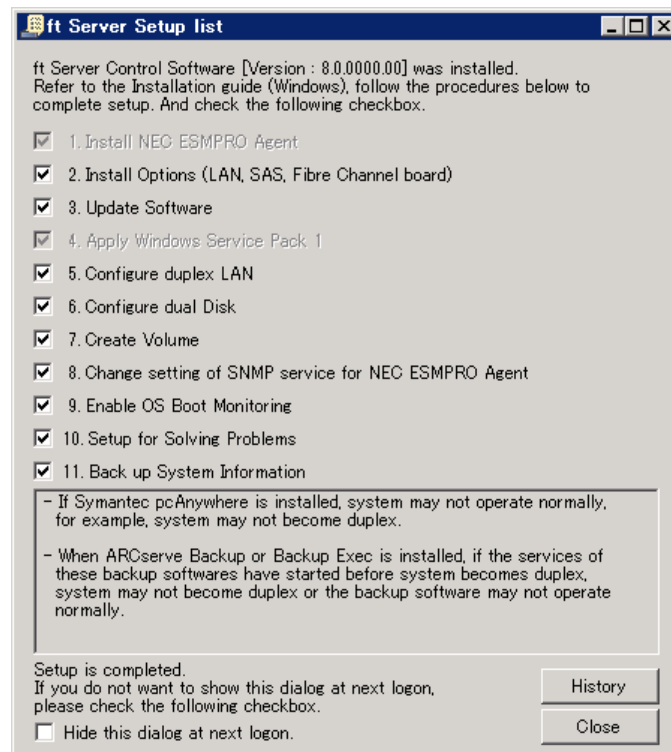 ft Server Setup list
ft Server Control Software [Version : 8.0.0000.00] was installed.
Refer to the Installation guide (Windows), follow the procedures below to
complete setup. And check the following checkbox.
1. Install NEC ESMPRO Agent
2. Install Options (LAN, SAS, Fibre Channel board)
3. Update Software
4. Apply Windows Service Pack 1
5. Configure duplex LAN
6. Configure dual Disk
7. Create Volume
8. Change setting of SNMP service for NEC ESMPRO Agent
9. Enable OS Boot Monitoring
10. Setup for Solving Problems
11. Back up System Information
- If Symantec pcAnywhere is installed, system may not operate normally,
for example, system may not become duplex.
- When ARCserve Backup or Backup Exec is installed, if the services of
these backup softwares have started before system becomes duplex,
system may not become duplex or the backup software may not operate
normally.
Setup is completed.
If you do not want to show this dialog at next logon,
please check the following checkbox.
Hide this dialog at next logon.
History
Close